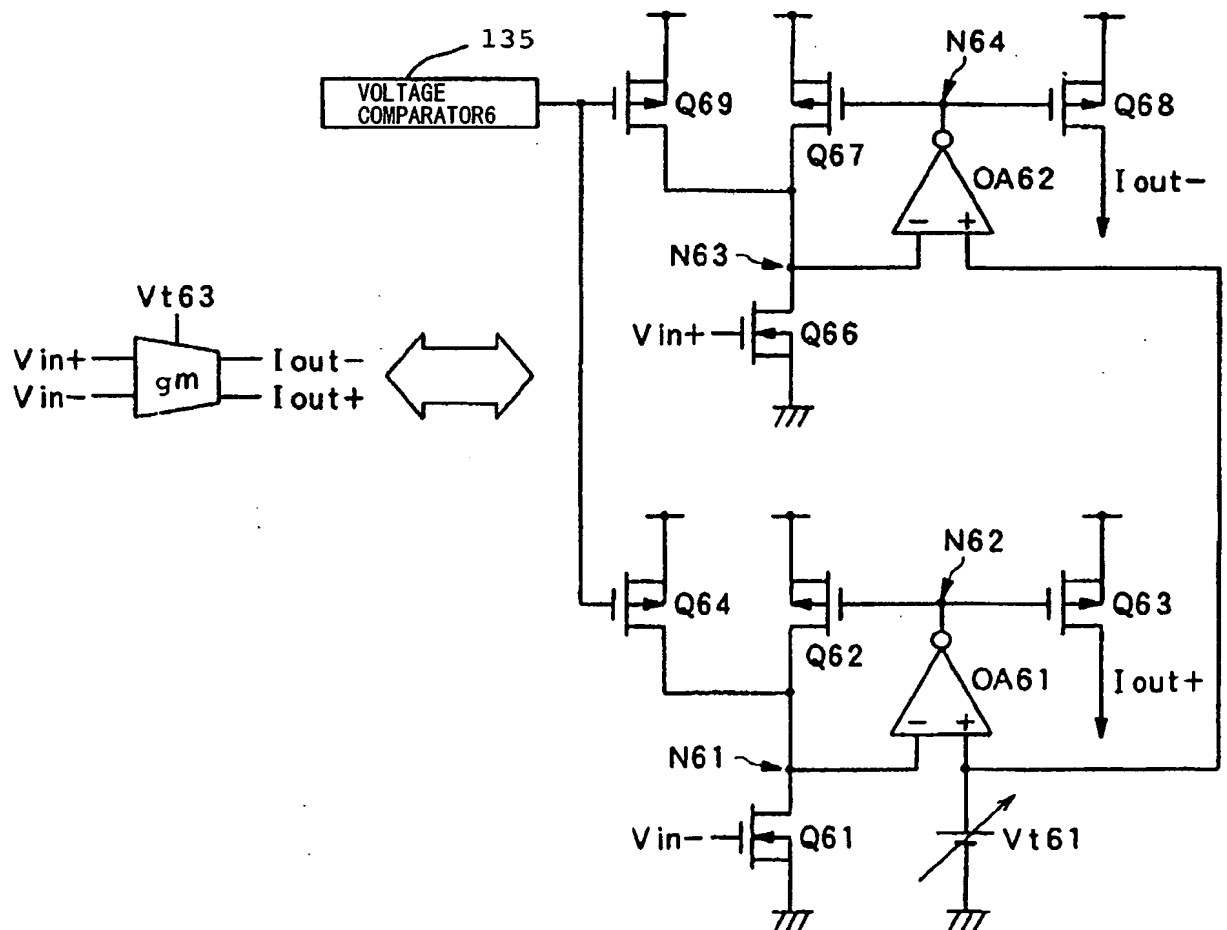 135
VOLTAGE
COMPARATOR6
Q69
Q67
N64
Q68
OA62
Iout-
- +
N63
Vin+
Q66
Vt63
Vin+
Vin-
gm
Iout-
Iout+
Q64
Q62
N62
Q63
OA61
Iout+
- +
N61
Vin-
Q61
Vt61